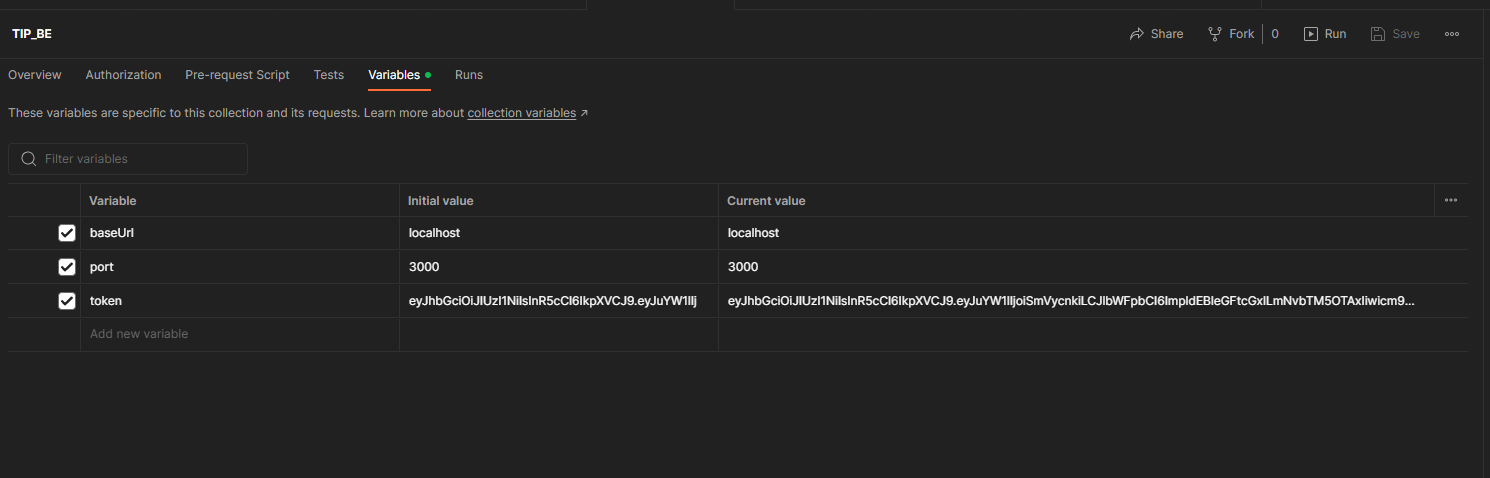 TIP_BE
Share
Fork
0
Run
Save
Overview
Authorization
Pre-request Script
Tests
Variables
Runs
These variables are specific to this collection and its requests. Learn more about collection variables ↗
Filter variables
Variable
Initial value
Current value
baseUrl
localhost
localhost
port
3000
3000
token
eyJhbGciOiJIUzI1NiIsInR5cCI6IkpXVCJ9.eyJuYW1lIj
eyJhbGciOiJIUzI1NiIsInR5cCI6IkpXVCJ9.eyJuYW1lIjoiSmVycnkiLCJlbWFpbCI6ImpldEBleGFtcGxlLmNvbTM5OTAxIiwicm9...
Add new variable